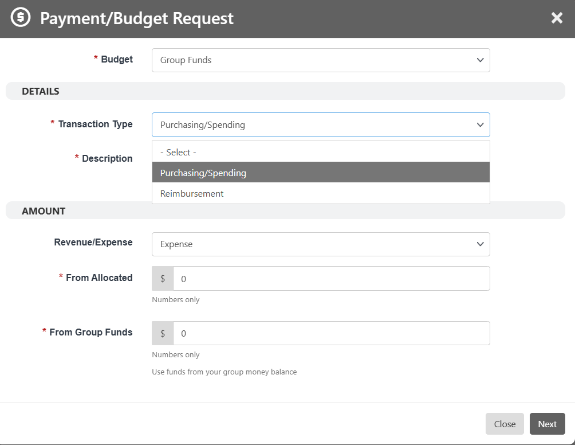 Payment/Budget Request
* Budget
Group Funds
DETAILS
* Transaction Type
Purchasing/Spending
* Description
- Select -
Purchasing/Spending
Reimbursement
AMOUNT
Revenue/Expense
Expense
* From Allocated
$ 0
Numbers only
* From Group Funds
$ 0
Numbers only
Use funds from your group money balance
Close Next